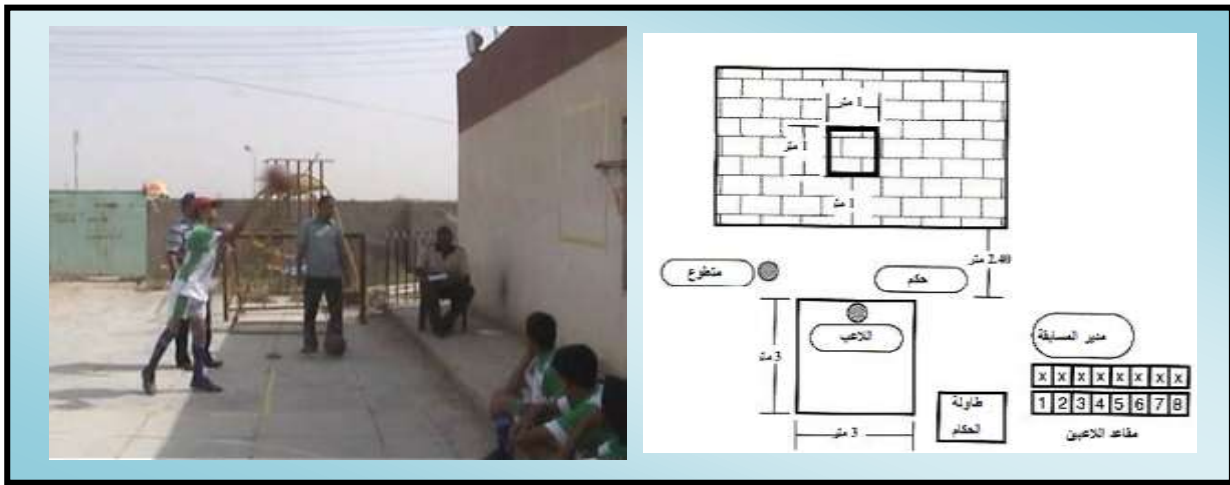 1 متر
1 متر
1 متر
2.40 متر
متطوع
حكم
اللاعب
3 متر
3 متر
مدير المسابقة
x x x x x x x x
1 2 3 4 5 6 7 8
مقاعد اللاعبين
طاولة
الحكام